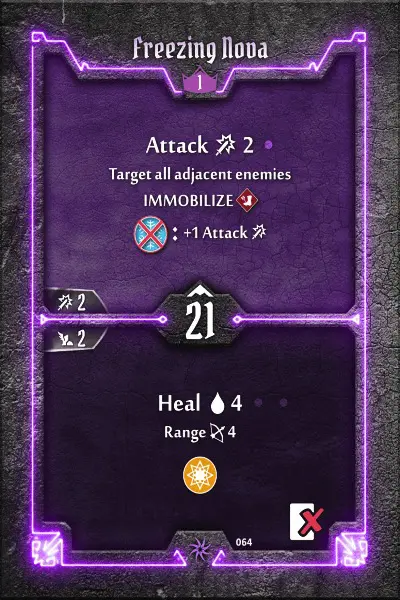 Freezing Nova
1
Attack 2
Target all adjacent enemies
IMMOBILIZE
: +1 Attack
2
21
2
Heal 4
Range 4
064